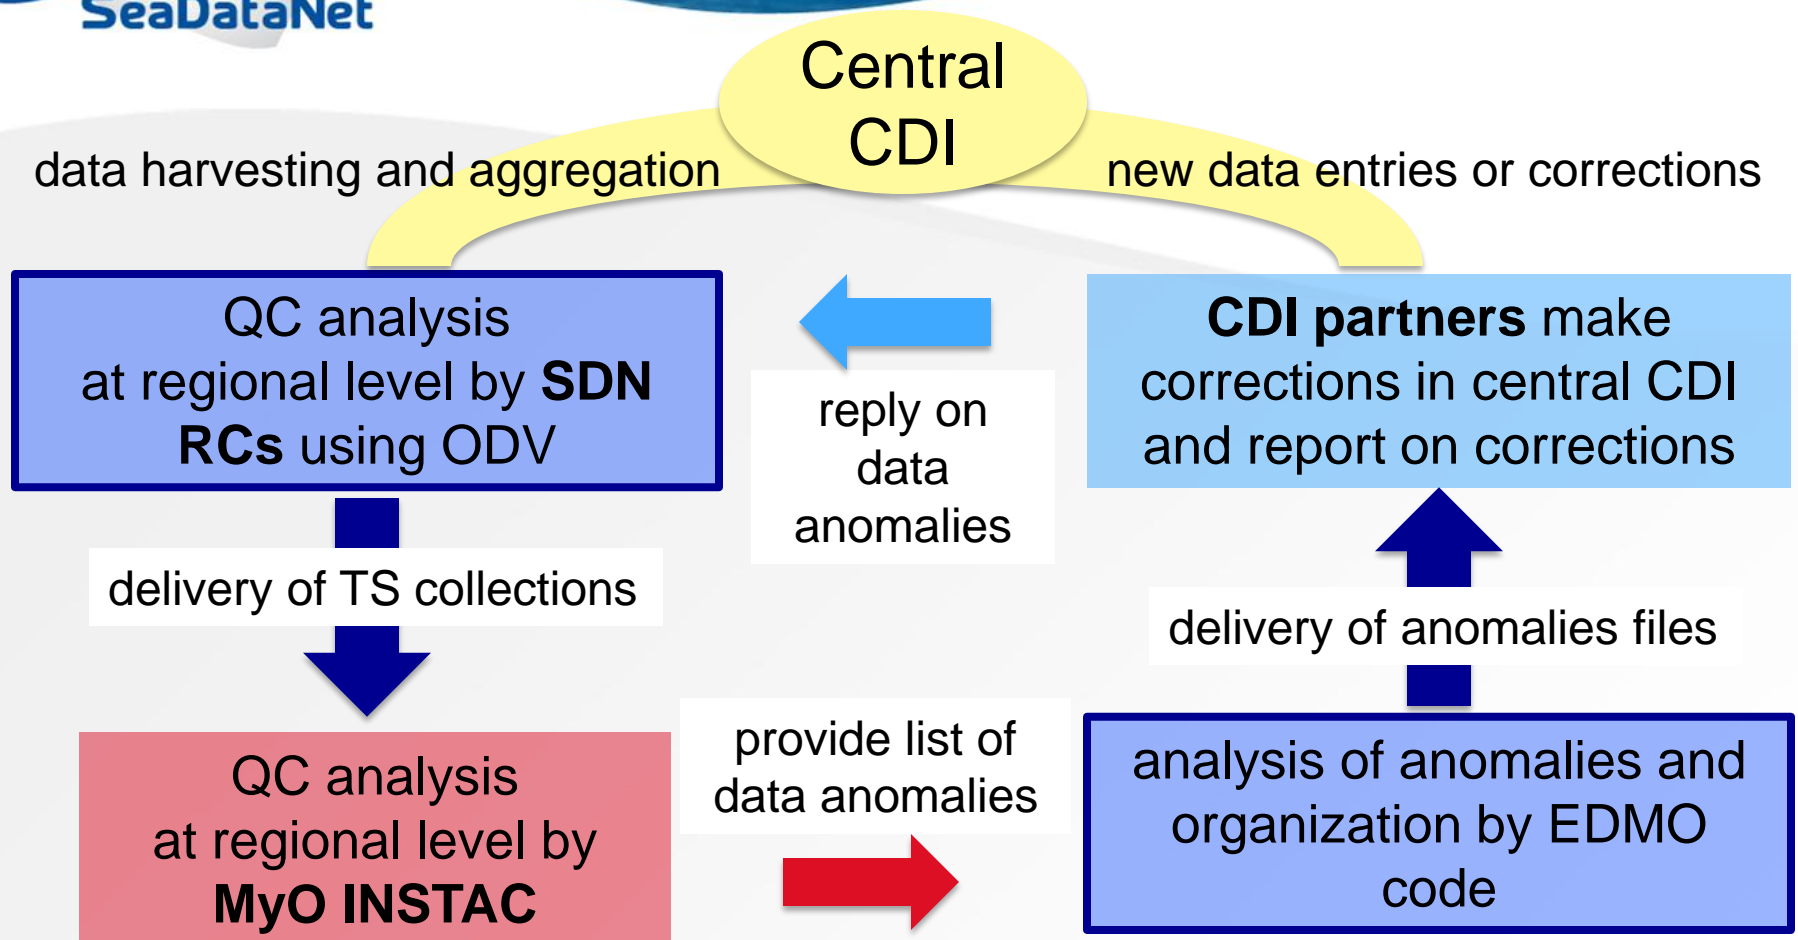 SeaDataNet
Central
CDI
data harvesting and aggregation
new data entries or corrections
QC analysis
at regional level by SDN
RCs using ODV
reply on
data
anomalies
CDI partners make
corrections in central CDI
and report on corrections
delivery of TS collections
delivery of anomalies files
QC analysis
at regional level by
MyO INSTAC
provide list of
data anomalies
analysis of anomalies and
organization by EDMO
code